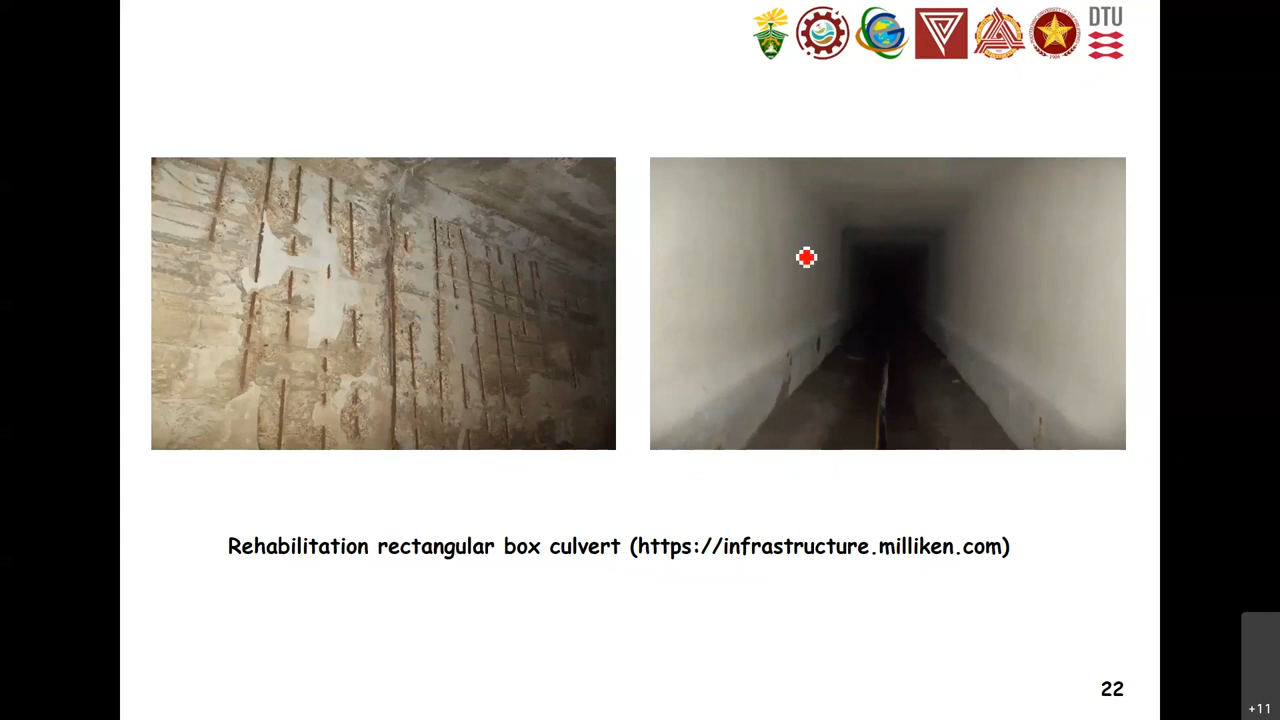 DTU
Rehabilitation rectangular box culvert (https://infrastructure.milliken.com)
22
+11